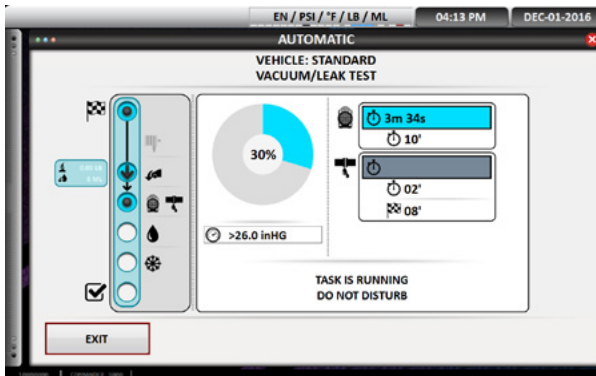 EN / PSI / °F / LB / ML
04:13 PM
DEC-01-2016
AUTOMATIC
VEHICLE: STANDARD
VACUUM/LEAK TEST
30%
>26.0 inHG
3m 34s
10'
02'
08'
TASK IS RUNNING
DO NOT DISTURB
EXIT